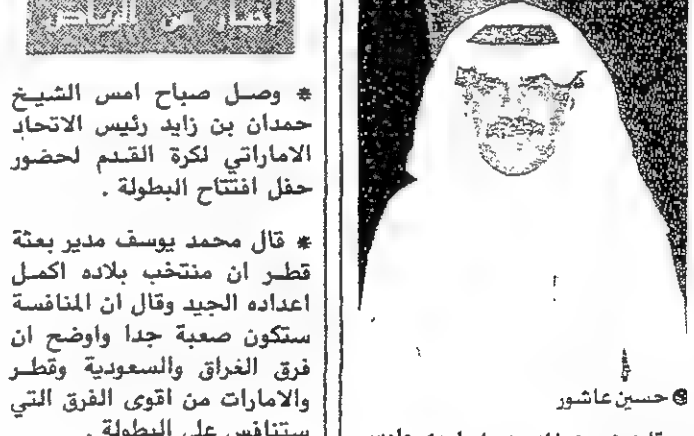 اخبار من
* وصل صباح امس الشيخ
حمدان بن زايد رئيس الاتحاد
الاماراتي لكرة القدم لحضور
حفل افتتاح البطولة .
* قال محمد يوسف مدير بعثة
قطر ان منتخب بلاده اكمل
اعداده الجيد وقال ان المنافسة
ستكون صعبة جدا واوضح ان
فرق الغراق والسعودية وقطر
والامارات من اقوى الفرق التي
ستنافس على البطولة .
حسين عاشور